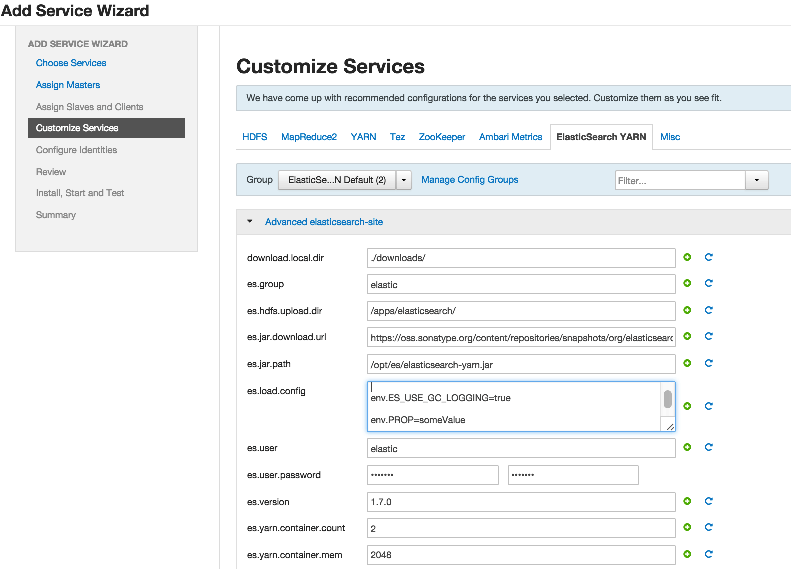 Add Service Wizard
ADD SERVICE WIZARD
Choose Services
Assign Masters
Assign Slaves and Clients
Customize Services
Configure Identities
Review
Install, Start and Test
Summary
Customize Services
We have come up with recommended configurations for the services you selected. Customize them as you see fit.
HDFS MapReduce2 YARN Tez ZooKeeper Ambari Metrics ElasticSearch YARN Misc
Group ElasticSe...N Default (2) Manage Config Groups Filter...
Advanced elasticsearch-site
download.local.dir ./downloads/
es.group elastic
es.hdfs.upload.dir /apps/elasticsearch/
es.jar.download.url https://oss.sonatype.org/content/repositories/snapshots/org/elasticsearc
es.jar.path /opt/es/elasticsearch-yarn.jar
es.load.config
env.ES_USE_GC_LOGGING=true
env.PROP=someValue
es.user elastic
es.user.password ••••••• •••••••
es.version 1.7.0
es.yarn.container.count 2
es.yarn.container.mem 2048